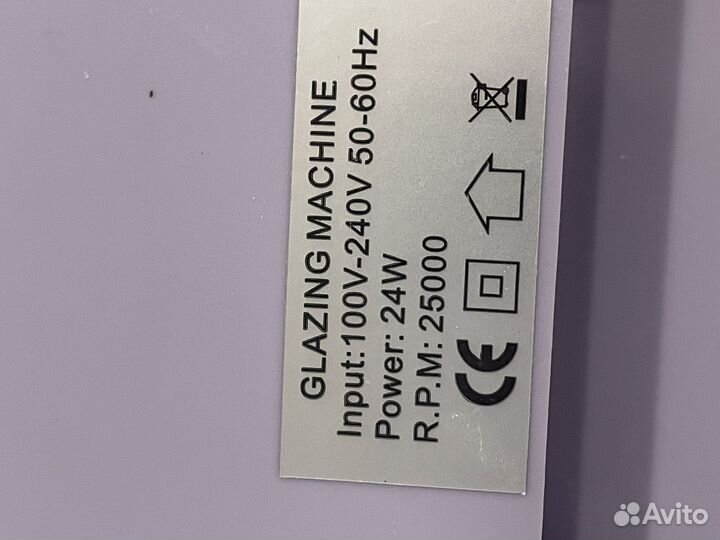 GLAZING MACHINE
Input:100V-240V 50-60Hz
Power: 24W
R.P.M: 25000
CE
Avito